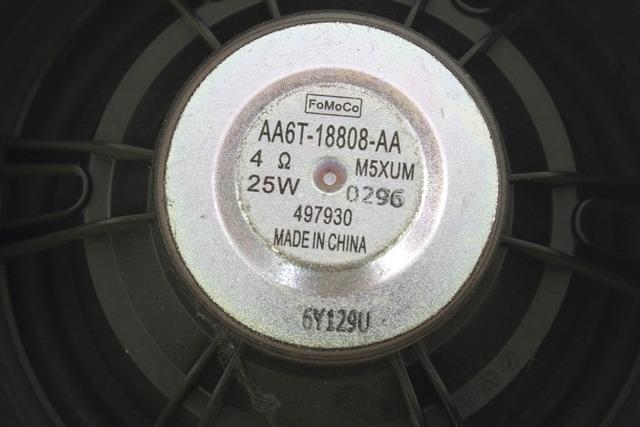 FoMoCo
AA6T-18808-AA
4 Ω M5XUM
25W 0296
497930
MADE IN CHINA
6Y129U